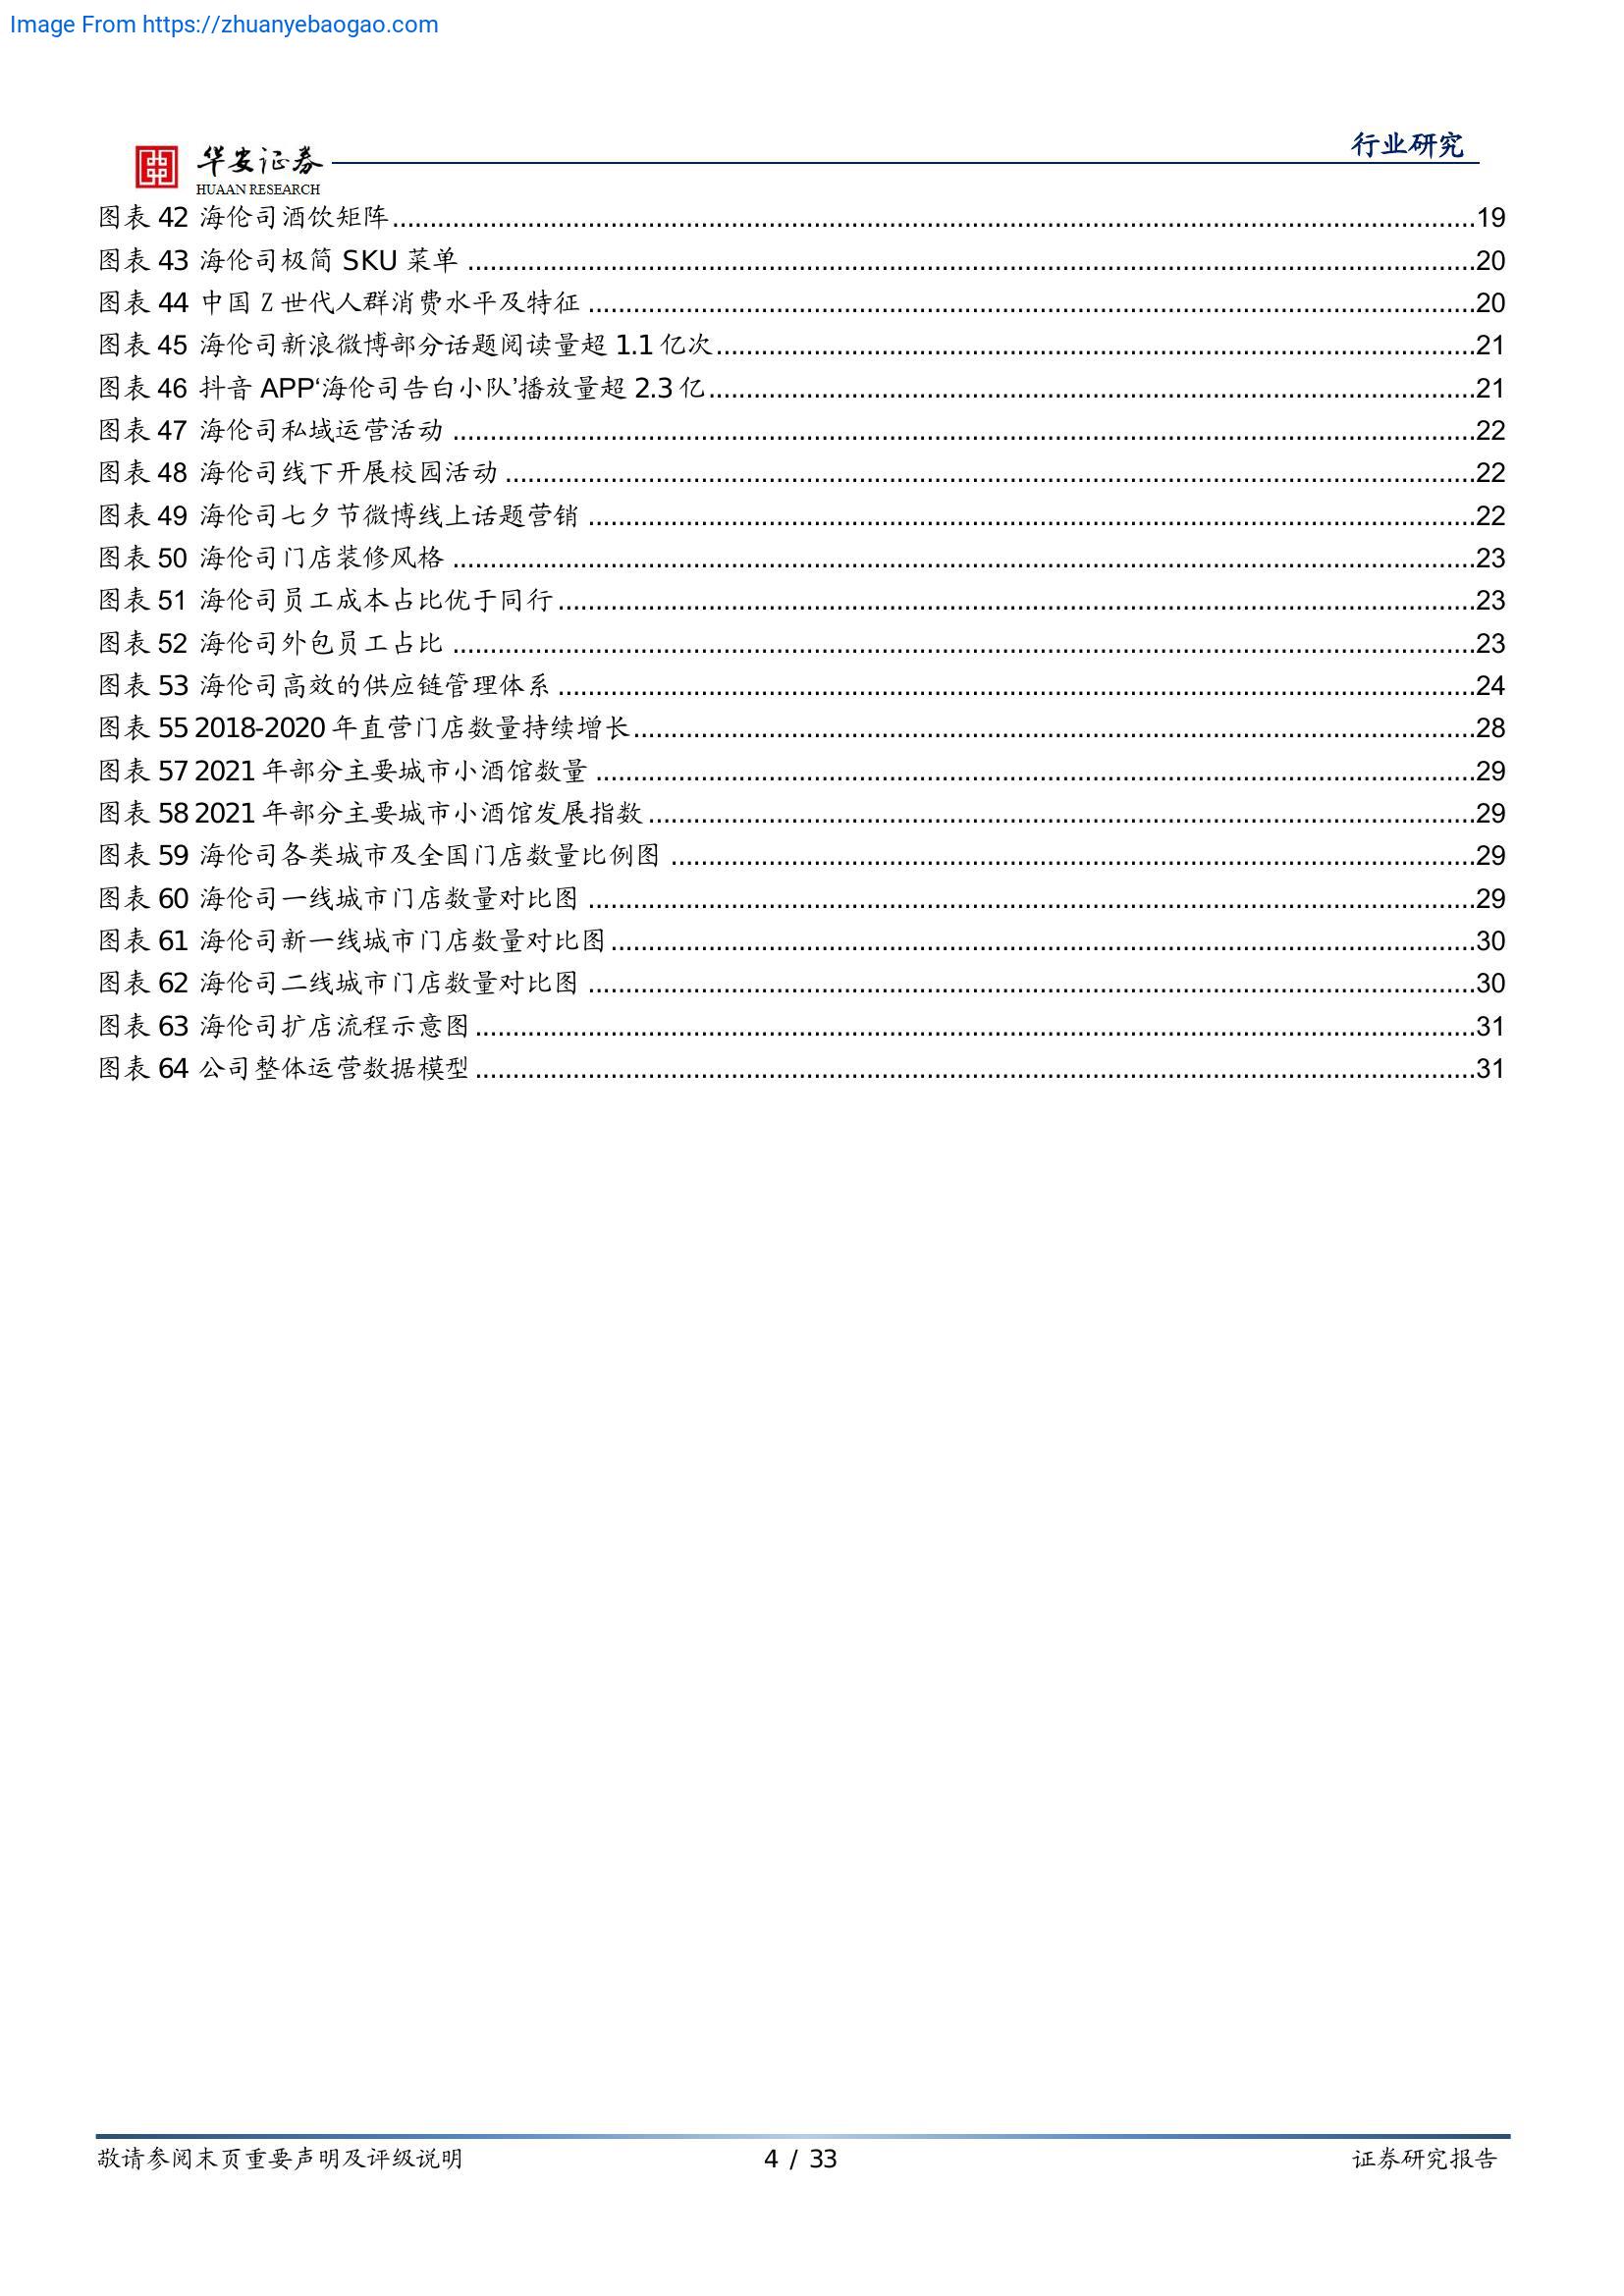 Image From https://zhuanyebaogao.com
行业研究
华安证券
HUAAN RESEARCH
图表 42 海伦司酒饮矩阵 19
图表 43 海伦司极简 SKU 菜单 20
图表 44 中国 Z 世代人群消费水平及特征 20
图表 45 海伦司新浪微博部分话题阅读量超 1.1 亿次 21
图表 46 抖音 APP‘海伦司告白小队’播放量超 2.3 亿 21
图表 47 海伦司私域运营活动 22
图表 48 海伦司线下开展校园活动 22
图表 49 海伦司七夕节微博线上话题营销 22
图表 50 海伦司门店装修风格 23
图表 51 海伦司员工成本占比优于同行 23
图表 52 海伦司外包员工占比 23
图表 53 海伦司高效的供应链管理体系 24
图表 55 2018-2020 年直营门店数量持续增长 28
图表 57 2021 年部分主要城市小酒馆数量 29
图表 58 2021 年部分主要城市小酒馆发展指数 29
图表 59 海伦司各类城市及全国门店数量比例图 29
图表 60 海伦司一线城市门店数量对比图 29
图表 61 海伦司新一线城市门店数量对比图 30
图表 62 海伦司二线城市门店数量对比图 30
图表 63 海伦司扩店流程示意图 31
图表 64 公司整体运营数据模型 31
敬请参阅末页重要声明及评级说明 4 / 33 证券研究报告